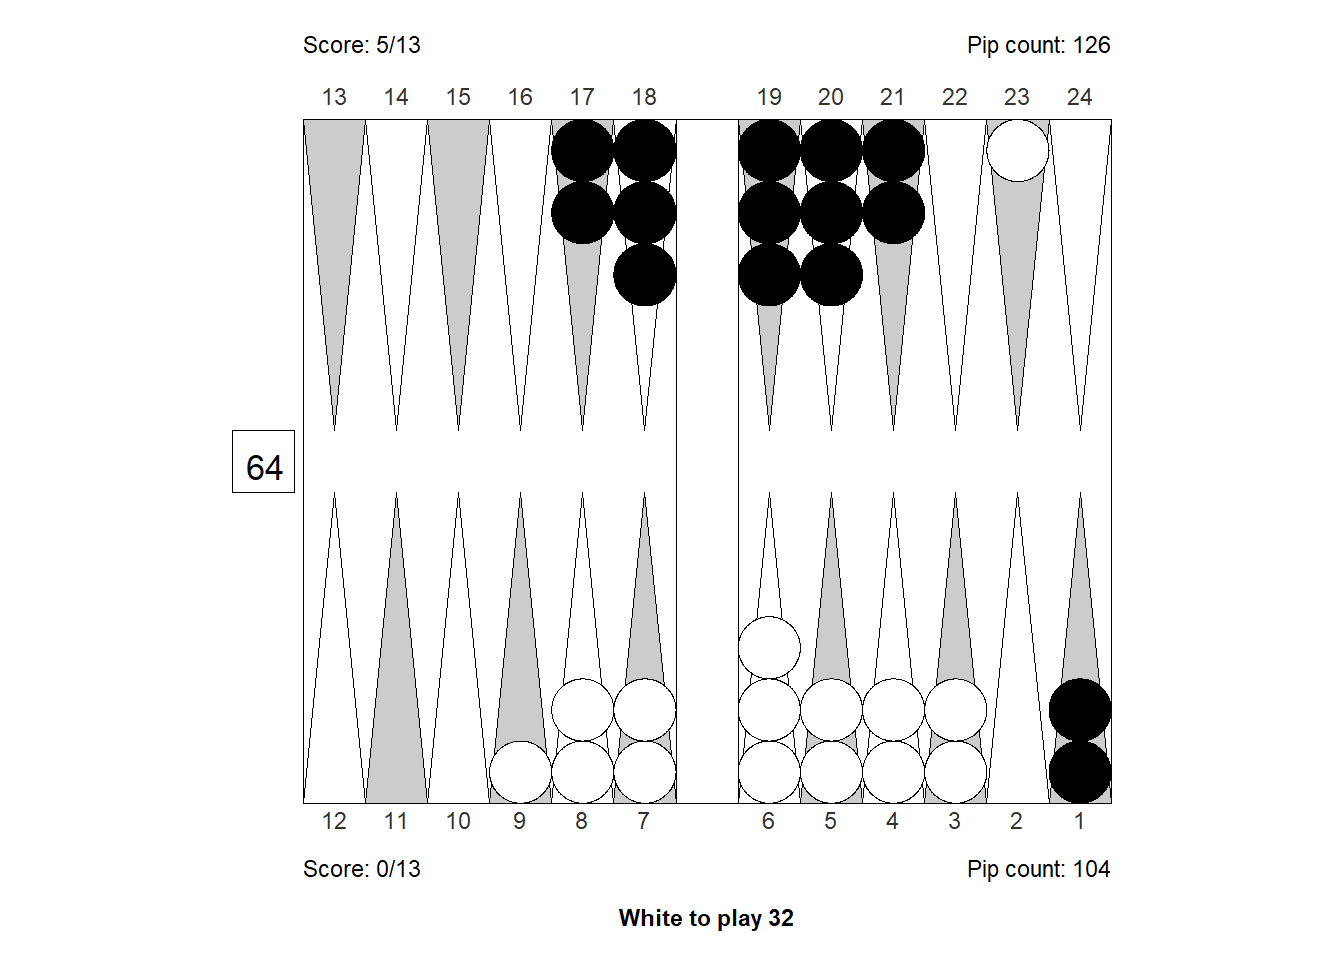 Score: 5/13 Pip count: 126
13 14 15 16 17 18 19 20 21 22 23 24
64
12 11 10 9 8 7 6 5 4 3 2 1
Score: 0/13 Pip count: 104
White to play 32